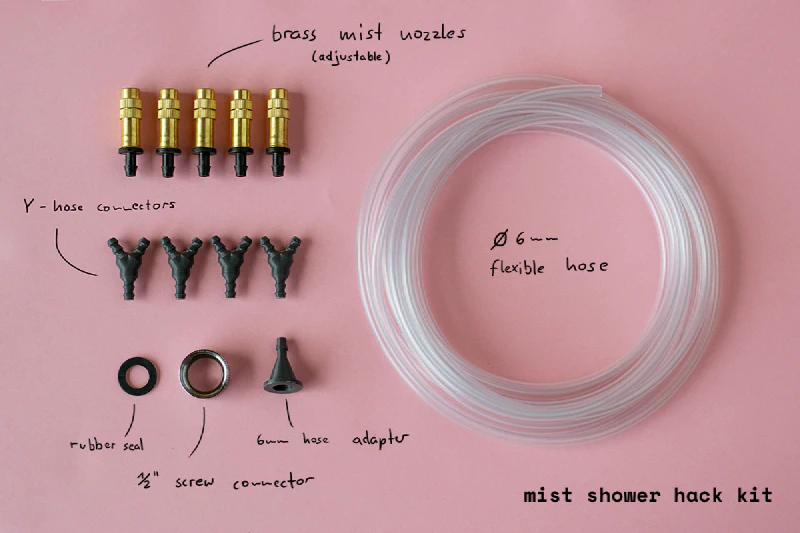 brass mist nozzles
(adjustable)
Y-hose connectors
Ø 6mm
flexible hose
rubber seal
6mm hose adapter
½" screw connector
mist shower hack kit